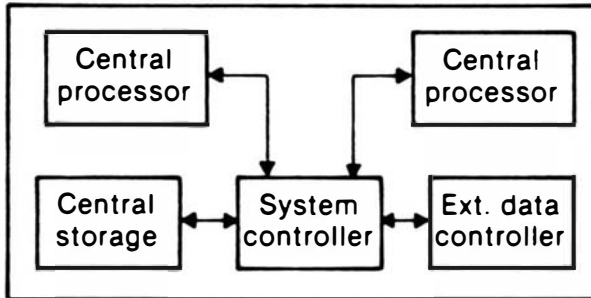 Central
processor
Central
processor
Central
storage
System
controller
Ext. data
controller